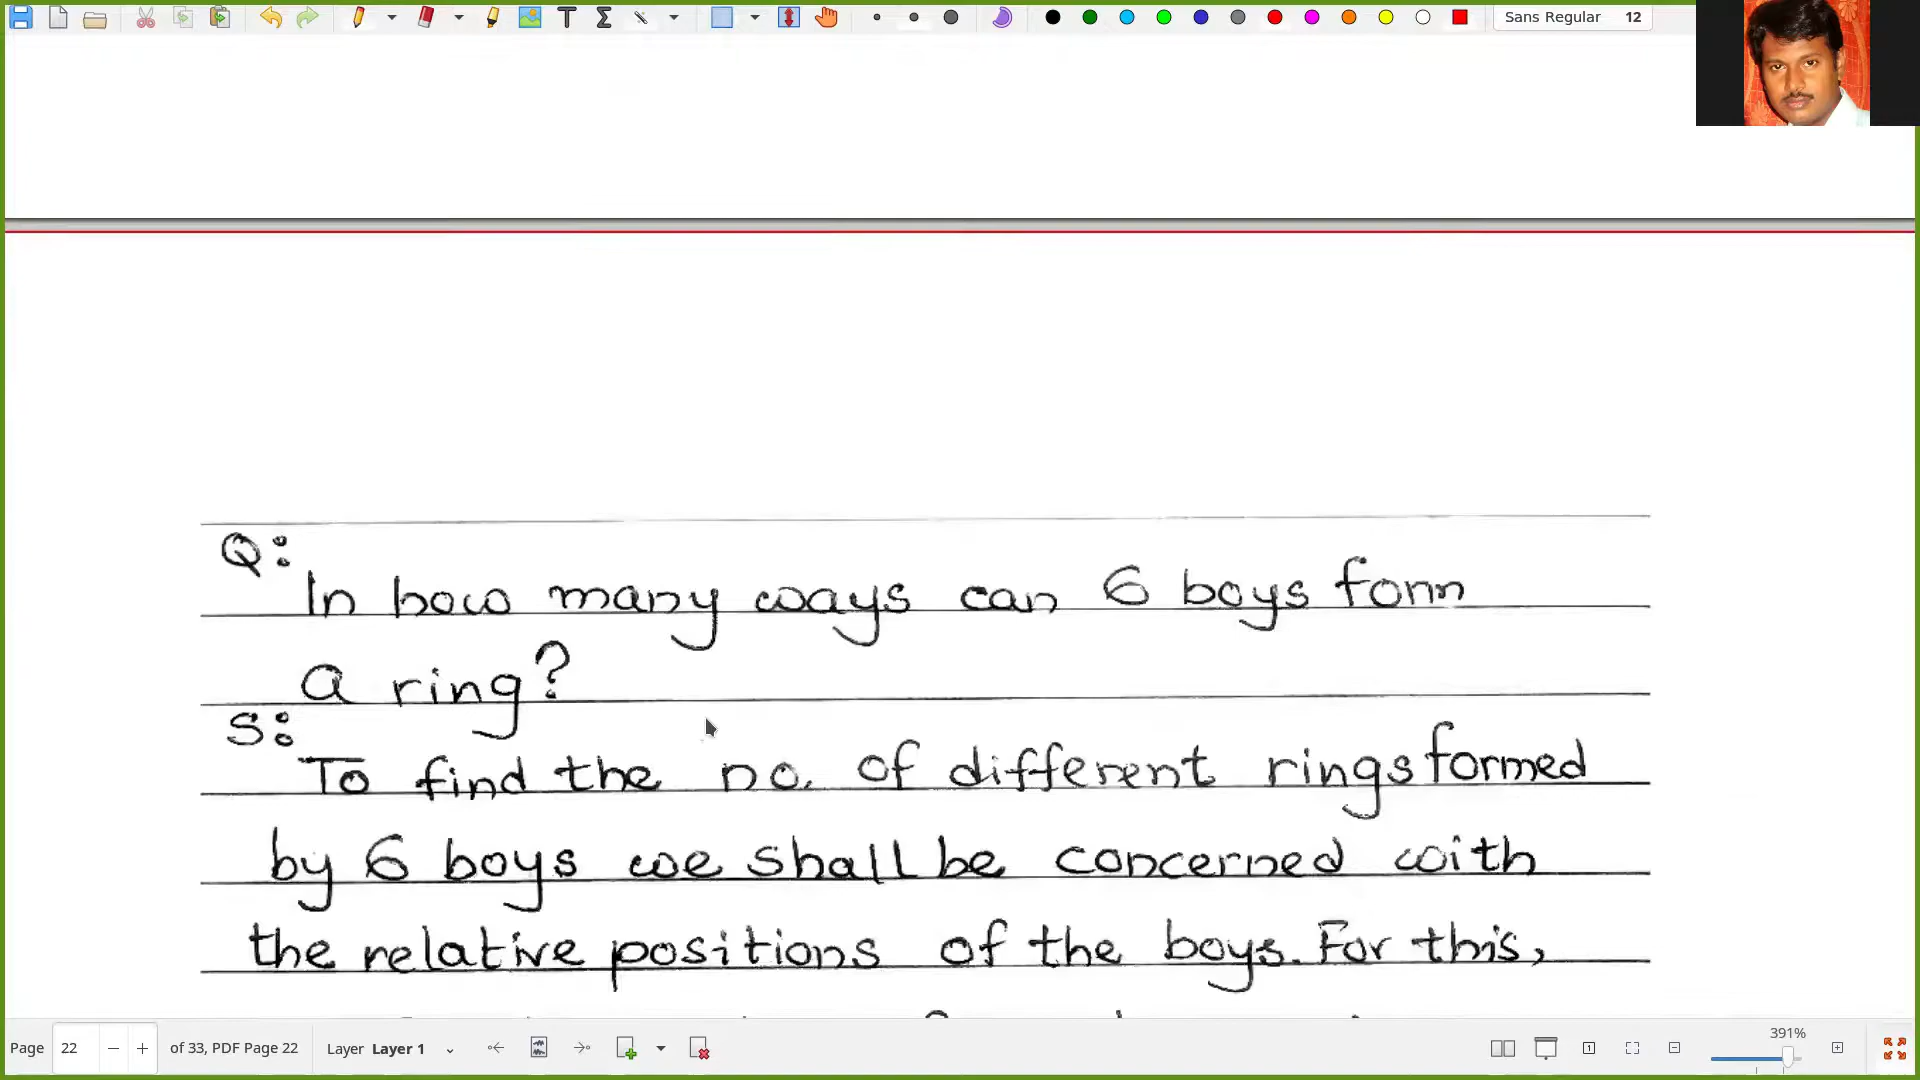 Sans Regular 12
Q:
In how many ways can 6 boys form
a ring?
S:
To find the no. of different rings formed
by 6 boys we shall be concerned with
the relative positions of the boys. For this,
Page 22 of 33, PDF Page 22 Layer Layer 1 391%